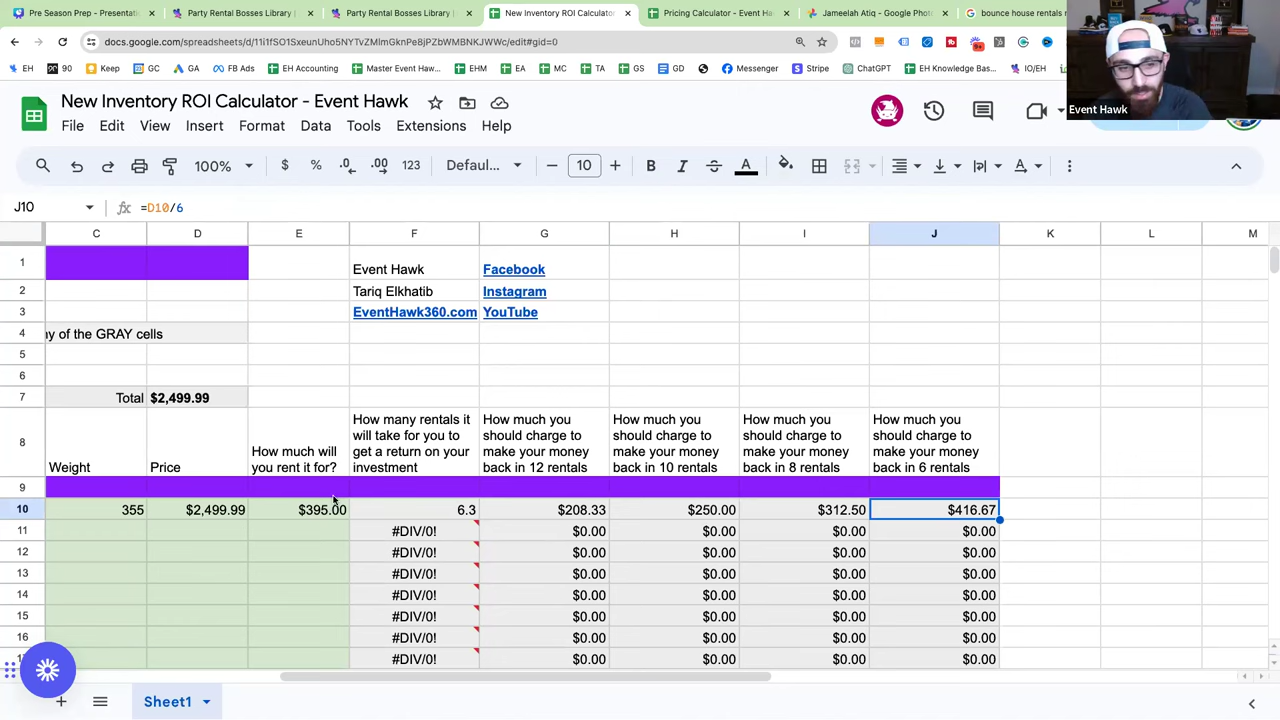 Pre Season Prep - Presentati
Party Rental Bosses Library |
Party Rental Bosses Library |
New Inventory ROI Calculator
Pricing Calculator - Event H
Jameelah Atiq - Google Photo
bounce house rentals
docs.google.com/spreadsheets/d/
EH
90
Keep
GC
GA
FB Ads
EH Accounting
Master Event Inv...
EHM
EA
MC
TA
GS
GD
Messenger
Stripe
ChatGPT
EH Knowledge Bas...
IO/EH
Event Hawk
New Inventory ROI Calculator - Event Hawk
File Edit View Insert Format Data Tools Extensions Help
100% $ % .0 .00 123 Defaul... 10 B I A
J10 =D10/6
C D E F G H I J K L M
1 Event Hawk Facebook
2 Tariq Elkhatib Instagram
3 EventHawk360.com YouTube
4 ny of the GRAY cells
5
6
7 Total $2,499.99
8 Weight Price How much will you rent it for? How many rentals it will take for you to get a return on your investment How much you should charge to make your money back in 12 rentals How much you should charge to make your money back in 10 rentals How much you should charge to make your money back in 8 rentals How much you should charge to make your money back in 6 rentals
9
10 355 $2,499.99 $395.00 6.3 $208.33 $250.00 $312.50 $416.67
11 #DIV/0! $0.00 $0.00 $0.00 $0.00
12 #DIV/0! $0.00 $0.00 $0.00 $0.00
13 #DIV/0! $0.00 $0.00 $0.00 $0.00
14 #DIV/0! $0.00 $0.00 $0.00 $0.00
15 #DIV/0! $0.00 $0.00 $0.00 $0.00
16 #DIV/0! $0.00 $0.00 $0.00 $0.00
#DIV/0! $0.00 $0.00 $0.00 $0.00
Sheet1